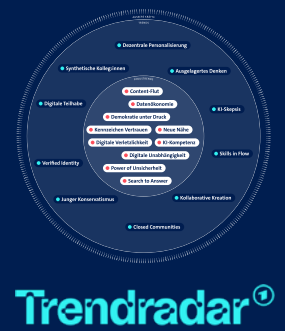 Dezentrale Personalisierung
Synthetische Kolleg:innen
Ausgelagertes Denken
Content-Flut
Datenökonomie
Digitale Teilhabe
KI-Skepsis
Demokratie unter Druck
Kennzeichen Vertrauen
Neue Nähe
Digitale Verletzlichkeit
KI-Kompetenz
Digitale Unabhängigkeit
Skills in Flow
Verified Identity
Power of Unsicherheit
Search to Answer
Junger Konservatismus
Kollaborative Kreation
Closed Communities
Trendradar
1